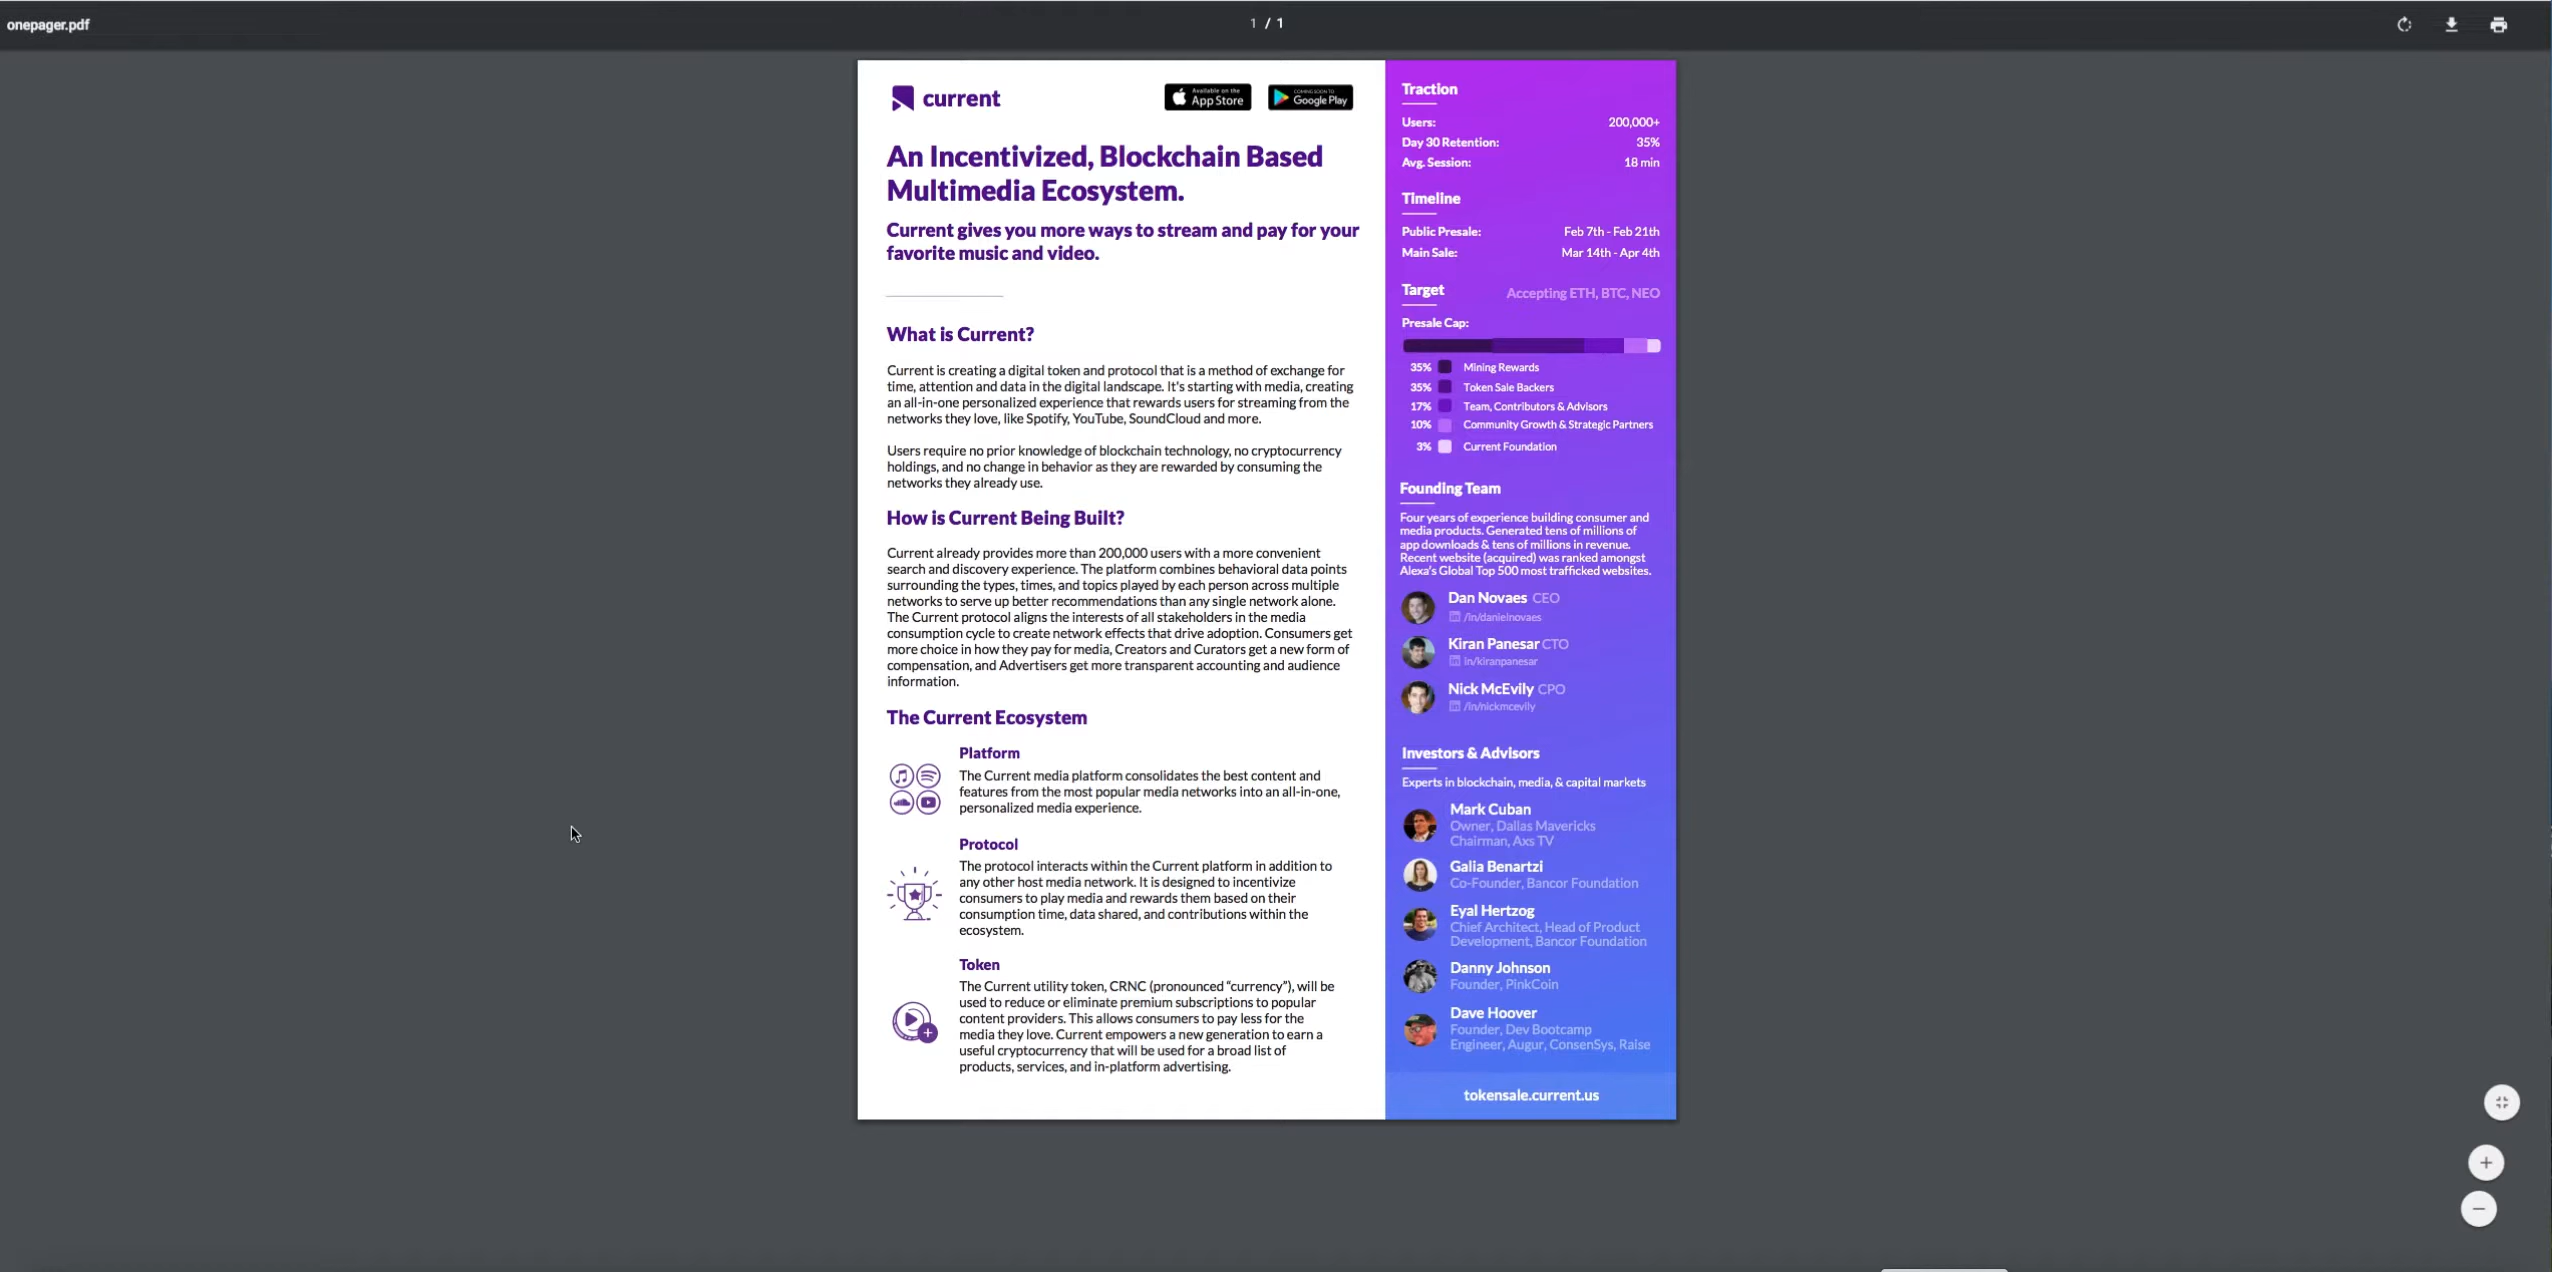 onepager.pdf
1 / 1
current
Available on the
App Store
COMING SOON TO
Google Play
An Incentivized, Blockchain Based
Multimedia Ecosystem.
Current gives you more ways to stream and pay for your
favorite music and video.
What is Current?
Current is creating a digital token and protocol that is a method of exchange for
time, attention and data in the digital landscape. It's starting with media, creating
an all-in-one personalized experience that rewards users for streaming from the
networks they love, like Spotify, YouTube, SoundCloud and more.
Users require no prior knowledge of blockchain technology, no cryptocurrency
holdings, and no change in behavior as they are rewarded by consuming the
networks they already use.
How is Current Being Built?
Current already provides more than 200,000 users with a more convenient
search and discovery experience. The platform combines behavioral data points
surrounding the types, times, and topics played by each person across multiple
networks to serve up better recommendations than any single network alone.
The Current protocol aligns the interests of all stakeholders in the media
consumption cycle to create network effects that drive adoption. Consumers get
more choice in how they pay for media, Creators and Curators get a new form of
compensation, and Advertisers get more transparent accounting and audience
information.
The Current Ecosystem
Platform
The Current media platform consolidates the best content and
features from the most popular media networks into an all-in-one,
personalized media experience.
Protocol
The protocol interacts within the Current platform in addition to
any other host media network. It is designed to incentivize
consumers to play media and rewards them based on their
consumption time, data shared, and contributions within the
ecosystem.
Token
The Current utility token, CRNC (pronounced “currency”), will be
used to reduce or eliminate premium subscriptions to popular
content providers. This allows consumers to pay less for the
media they love. Current empowers a new generation to earn a
useful cryptocurrency that will be used for a broad list of
products, services, and in-platform advertising.
Traction
Users: 200,000+
Day 30 Retention: 35%
Avg. Session: 18 min
Timeline
Public Presale: Feb 7th - Feb 21th
Main Sale: Mar 14th - Apr 4th
Target Accepting ETH, BTC, NEO
Presale Cap:
35% Mining Rewards
35% Token Sale Backers
17% Team, Contributors & Advisors
10% Community Growth & Strategic Partners
3% Current Foundation
Founding Team
Four years of experience building consumer and
media products. Generated tens of millions of
app downloads & tens of millions in revenue.
Recent website (acquired) was ranked amongst
Alexa's Global Top 500 most trafficked websites.
Dan Novaes CEO
in /in/danielnovaes
Kiran Panesar CTO
in in/kiranpanesar
Nick McEvily CPO
in /in/nickmcevily
Investors & Advisors
Experts in blockchain, media, & capital markets
Mark Cuban
Owner, Dallas Mavericks
Chairman, Axs TV
Galia Benartzi
Co-Founder, Bancor Foundation
Eyal Hertzog
Chief Architect, Head of Product
Development, Bancor Foundation
Danny Johnson
Founder, PinkCoin
Dave Hoover
Founder, Dev Bootcamp
Engineer, Augur, ConsenSys, Raise
tokensale.current.us